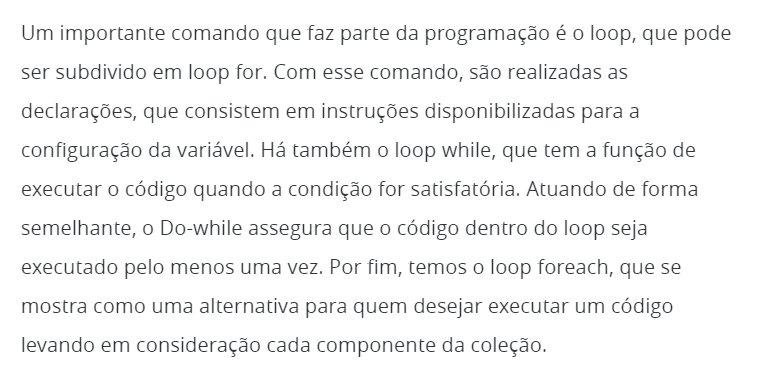 Um importante comando que faz parte da programação é o loop, que pode
ser subdivido em loop for. Com esse comando, são realizadas as
declarações, que consistem em instruções disponibilizadas para a
configuração da variável. Há também o loop while, que tem a função de
executar o código quando a condição for satisfatória. Atuando de forma
semelhante, o Do-while assegura que o código dentro do loop seja
executado pelo menos uma vez. Por fim, temos o loop foreach, que se
mostra como uma alternativa para quem desejar executar um código
levando em consideração cada componente da coleção.